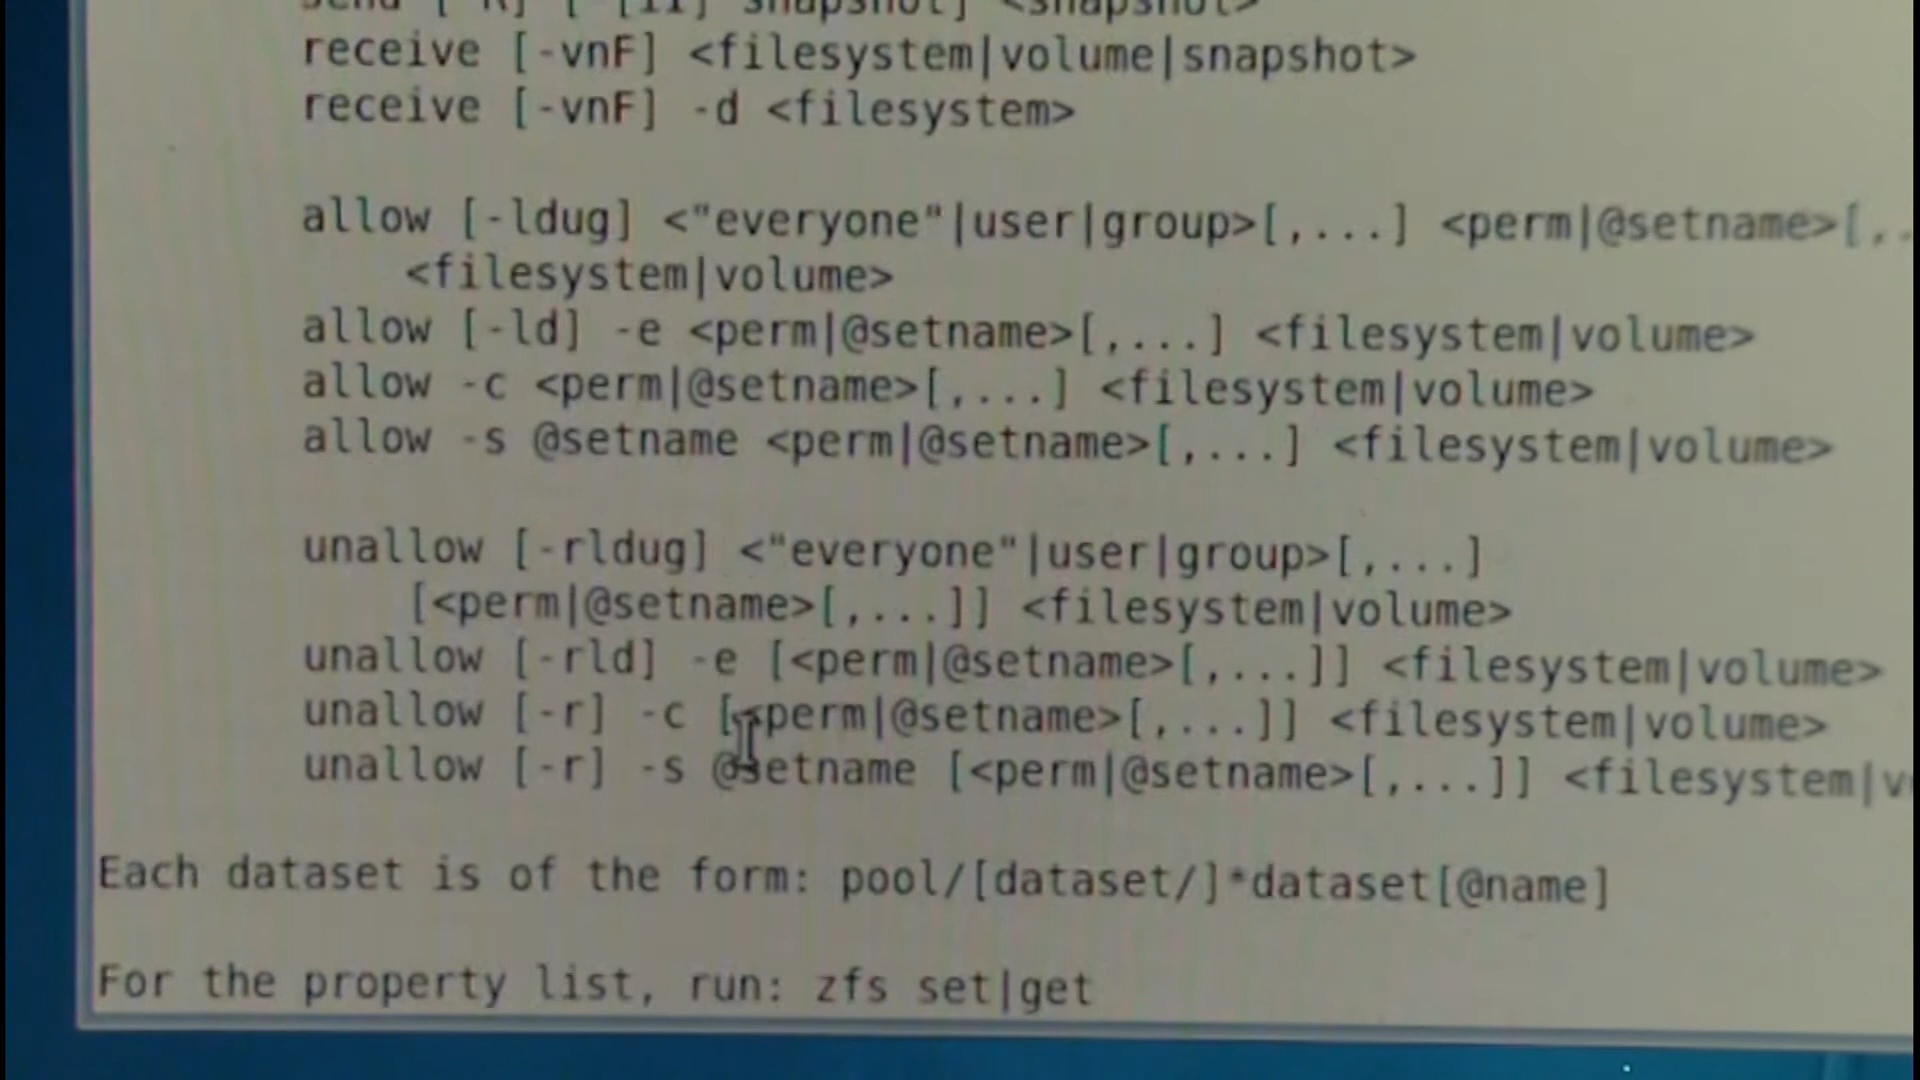 send [-R] [-[iI] snapshot] <snapshot>
receive [-vnF] <filesystem|volume|snapshot>
receive [-vnF] -d <filesystem>
allow [-ldug] <"everyone"|user|group>[,...] <perm|@setname>[,.
<filesystem|volume>
allow [-ld] -e <perm|@setname>[,...] <filesystem|volume>
allow -c <perm|@setname>[,...] <filesystem|volume>
allow -s @setname <perm|@setname>[,...] <filesystem|volume>
unallow [-rldug] <"everyone"|user|group>[,...]
[<perm|@setname>[,...]] <filesystem|volume>
unallow [-rld] -e [<perm|@setname>[,...]] <filesystem|volume>
unallow [-r] -c [<perm|@setname>[,...]] <filesystem|volume>
unallow [-r] -s @setname [<perm|@setname>[,...]] <filesystem|v
Each dataset is of the form: pool/[dataset/]*dataset[@name]
For the property list, run: zfs set|get